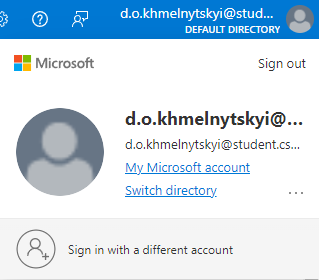 d.o.khmelnytskyi@stud...
DEFAULT DIRECTORY
Microsoft
Sign out
d.o.khmelnytskyi@...
d.o.khmelnytskyi@student.cs...
My Microsoft account
Switch directory
...
Sign in with a different account